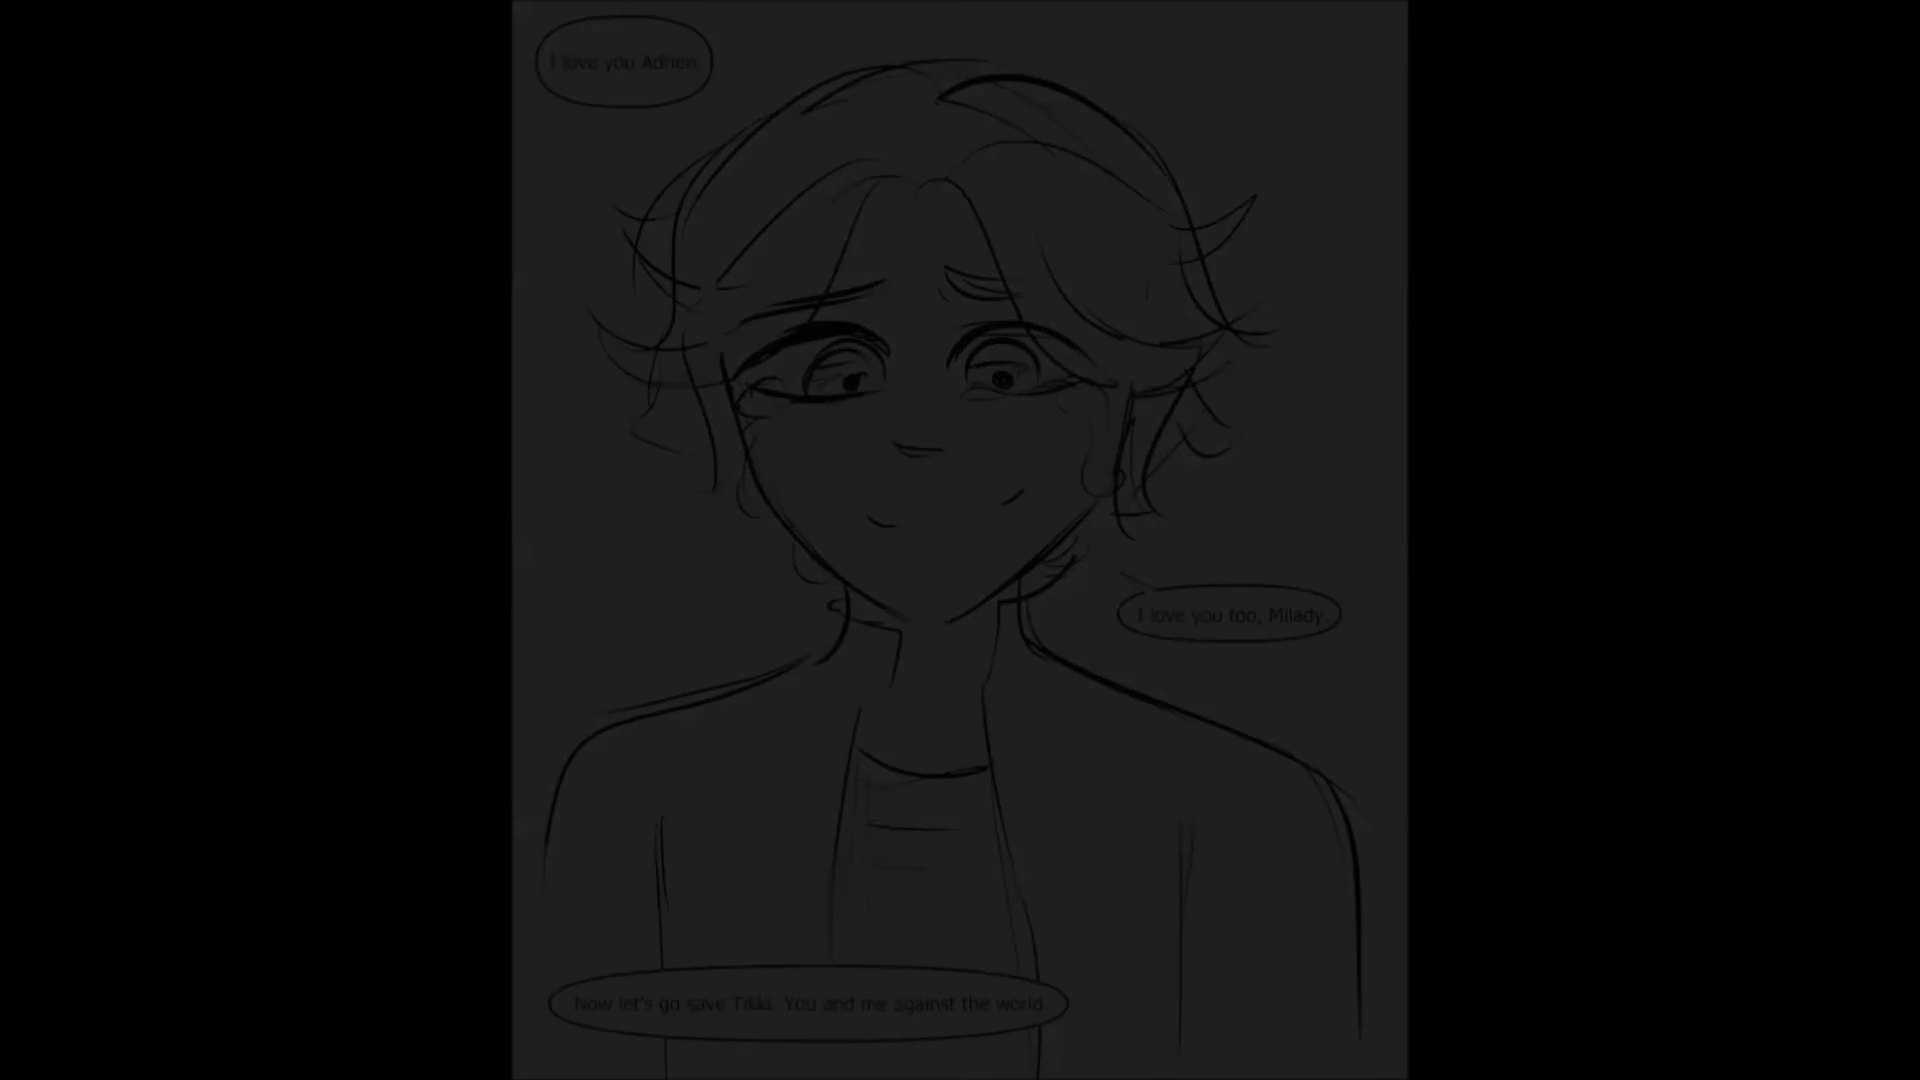 I love you Adrien.
I love you too, Milady.
Now let's go save Tikki. You and me against the world